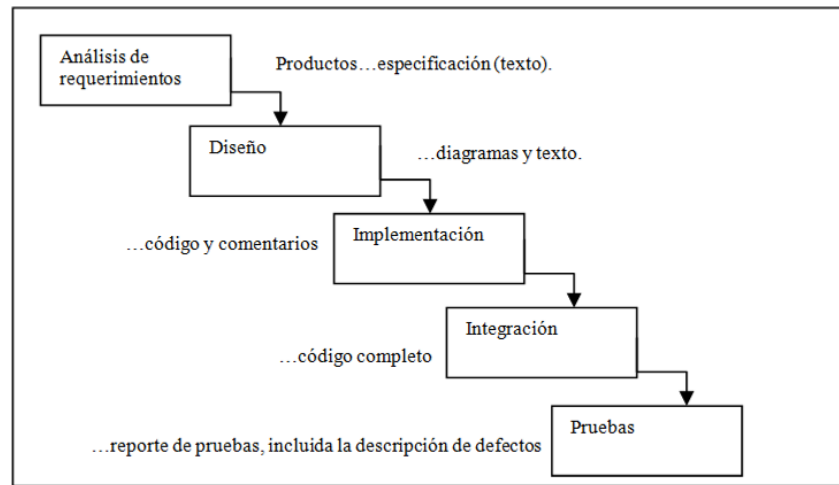 Análisis de
requerimientos
Productos…especificación (texto).
Diseño
…diagramas y texto.
…código y comentarios
Implementación
Integración
…código completo
Pruebas
…reporte de pruebas, incluida la descripción de defectos